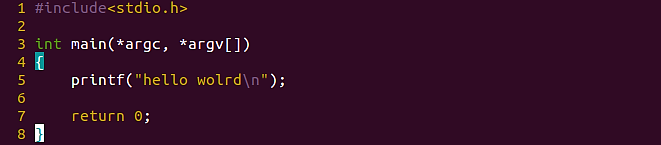 1 #include<stdio.h>
2
3 int main(*argc, *argv[])
4 {
5     printf("hello wolrd\n");
6
7     return 0;
8 }